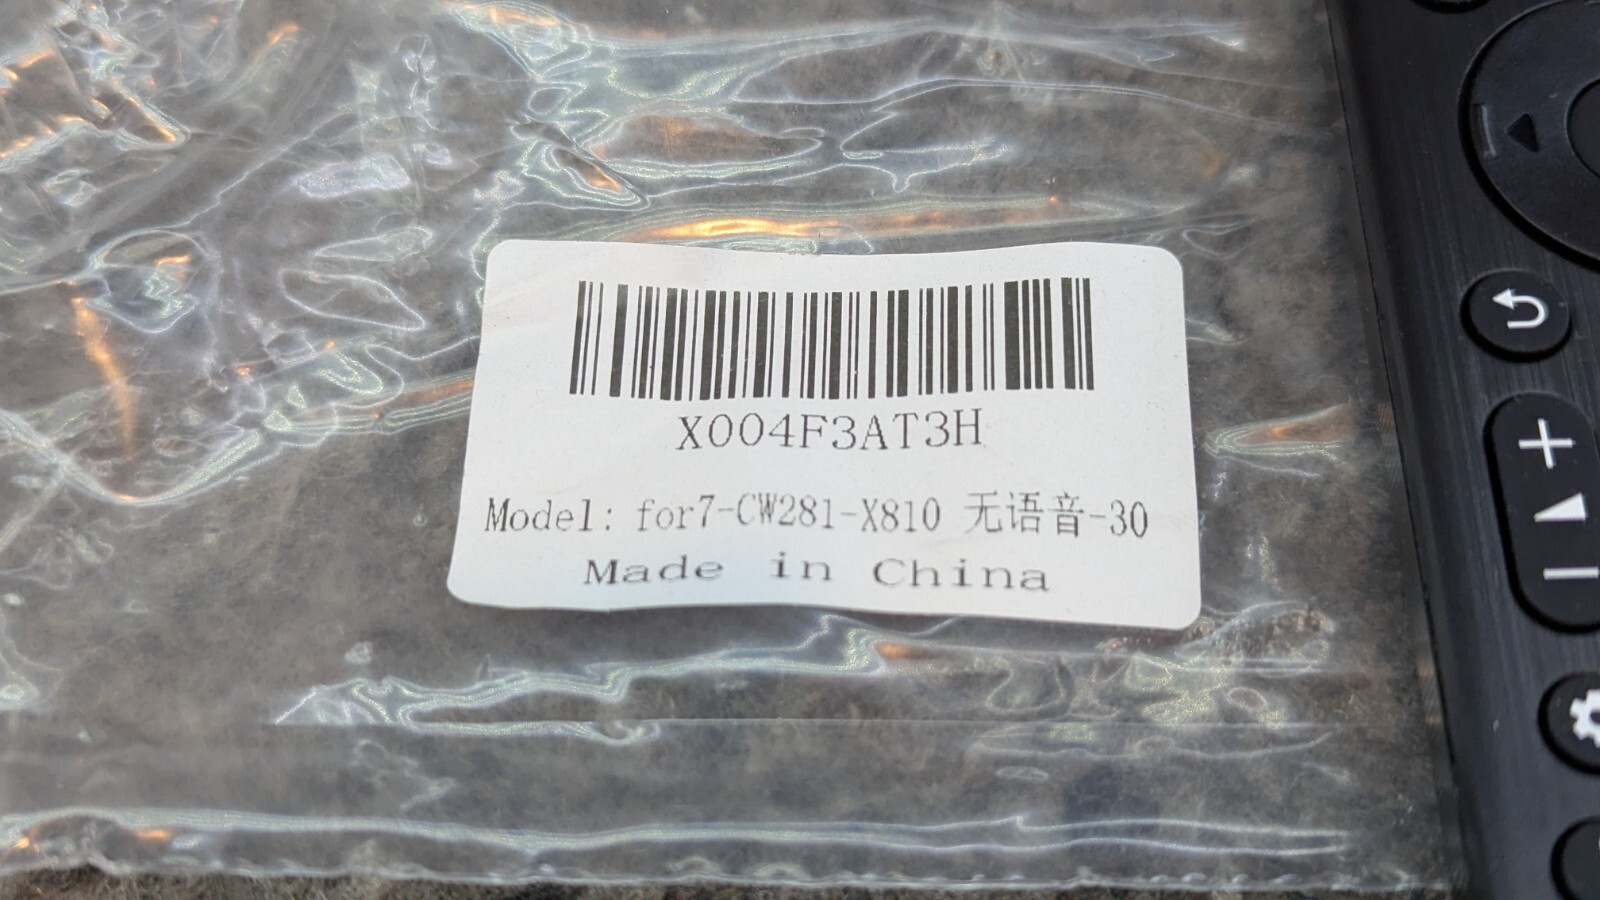 X004F3AT3H
Model: for7-CW281-X810 无语音-30
Made in China